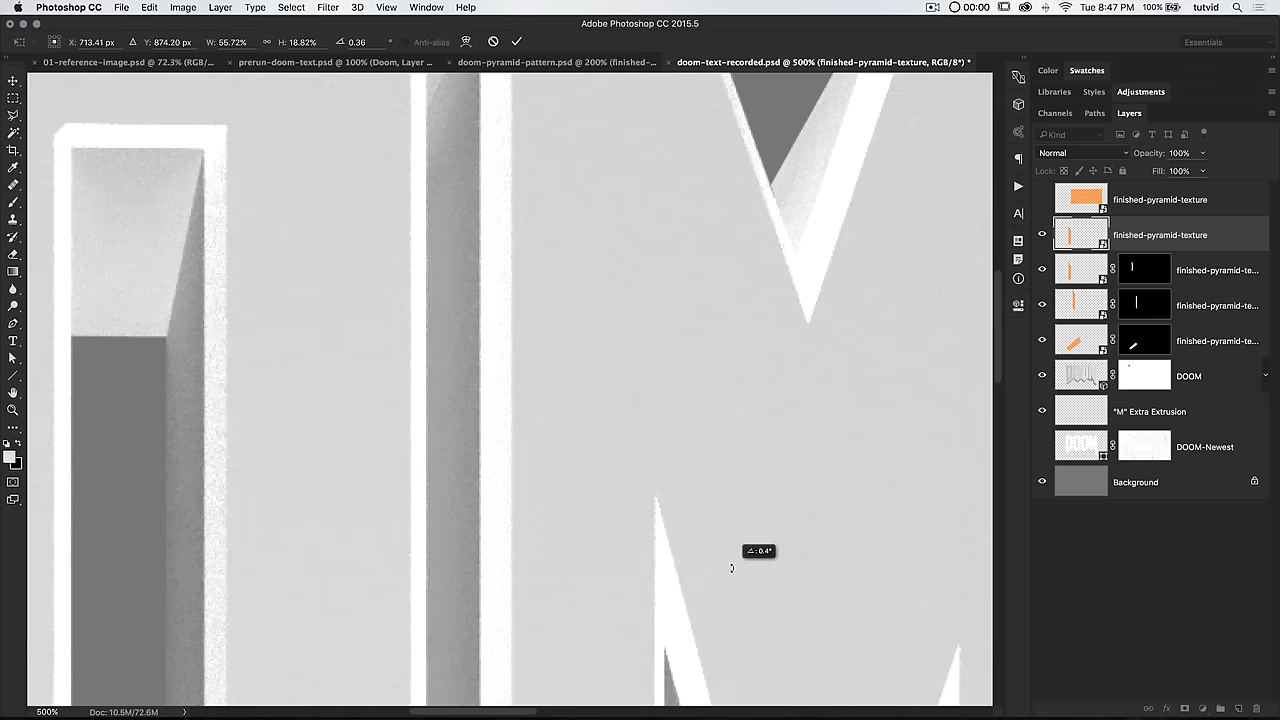 Photoshop CC File Edit Image Layer Type Select Filter 3D View Window Help 00:00 100% Tue 8:47 PM tutvid
Adobe Photoshop CC 2015.5
X: 713.41 px Y: 874.20 px W: 55.72% H: 18.82% 0.36 Anti-alias Essentials
01-reference-image.psd @ 72.3% (RGB/... prerun-doom-text.psd @ 100% (Doom, Layer ... doom-pyramid-pattern.psd @ 200% (finished-... doom-text-recorded.psd @ 500% (finished-pyramid-texture, RGB/8*) *
Color Swatches
Libraries Styles Adjustments
Channels Paths Layers
Kind
Normal Opacity: 100%
Lock: Fill: 100%
finished-pyramid-texture
finished-pyramid-texture
finished-pyramid-te...
finished-pyramid-te...
finished-pyramid-te...
DOOM
"M" Extra Extrusion
DOOM-Newest
Background
: 0.4°
500% Doc: 10.5M/72.6M